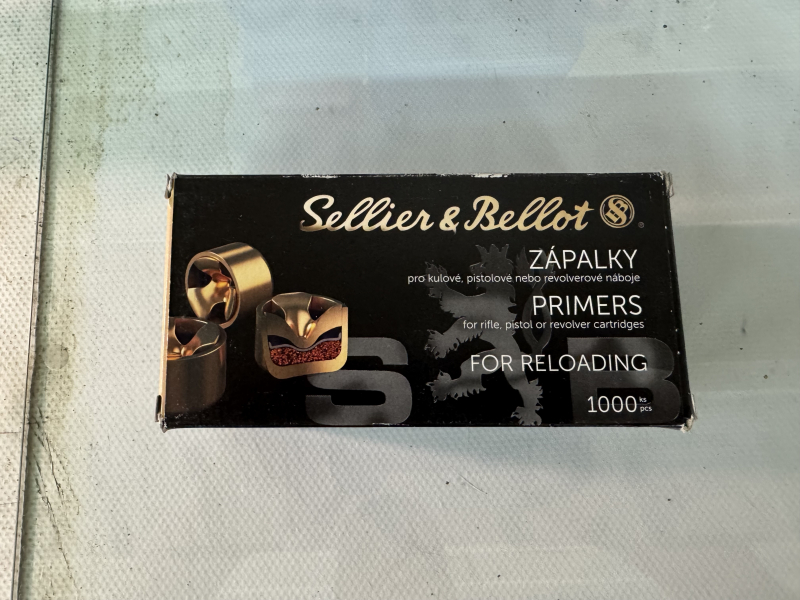 Sellier & Bellot SB ®
ZÁPALKY
pro kulové, pistolové nebo revolverové náboje
PRIMERS
for rifle, pistol or revolver cartridges
FOR RELOADING
S B
1000 ks
pcs